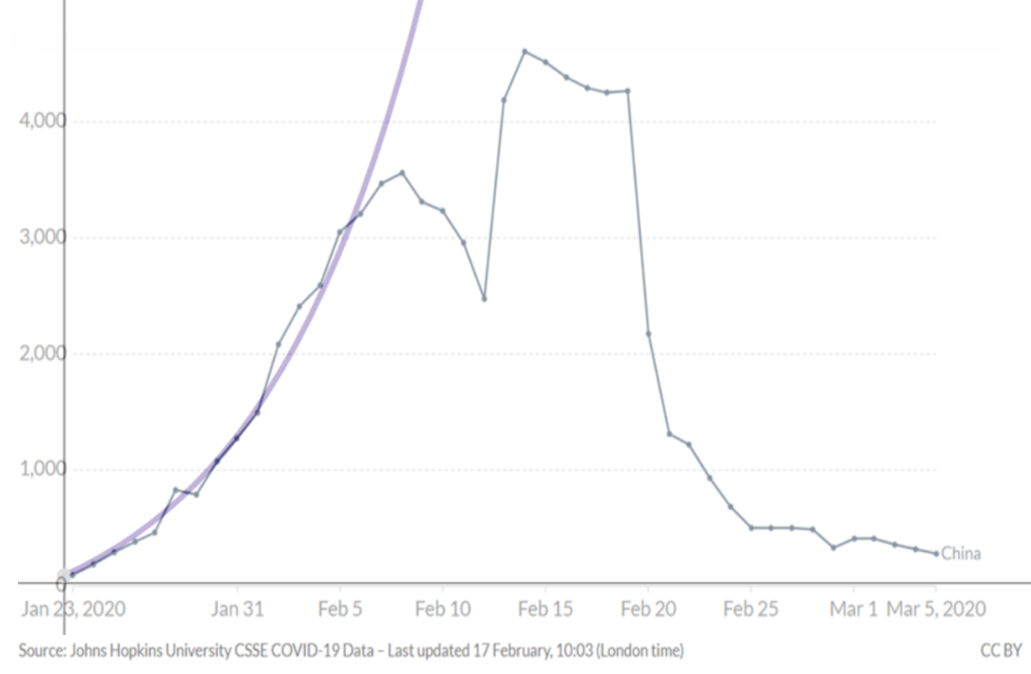 4,000
3,000
2,000
1,000
0
China
Jan 23, 2020 Jan 31 Feb 5 Feb 10 Feb 15 Feb 20 Feb 25 Mar 1 Mar 5, 2020
Source: Johns Hopkins University CSSE COVID-19 Data – Last updated 17 February, 10:03 (London time) CC BY